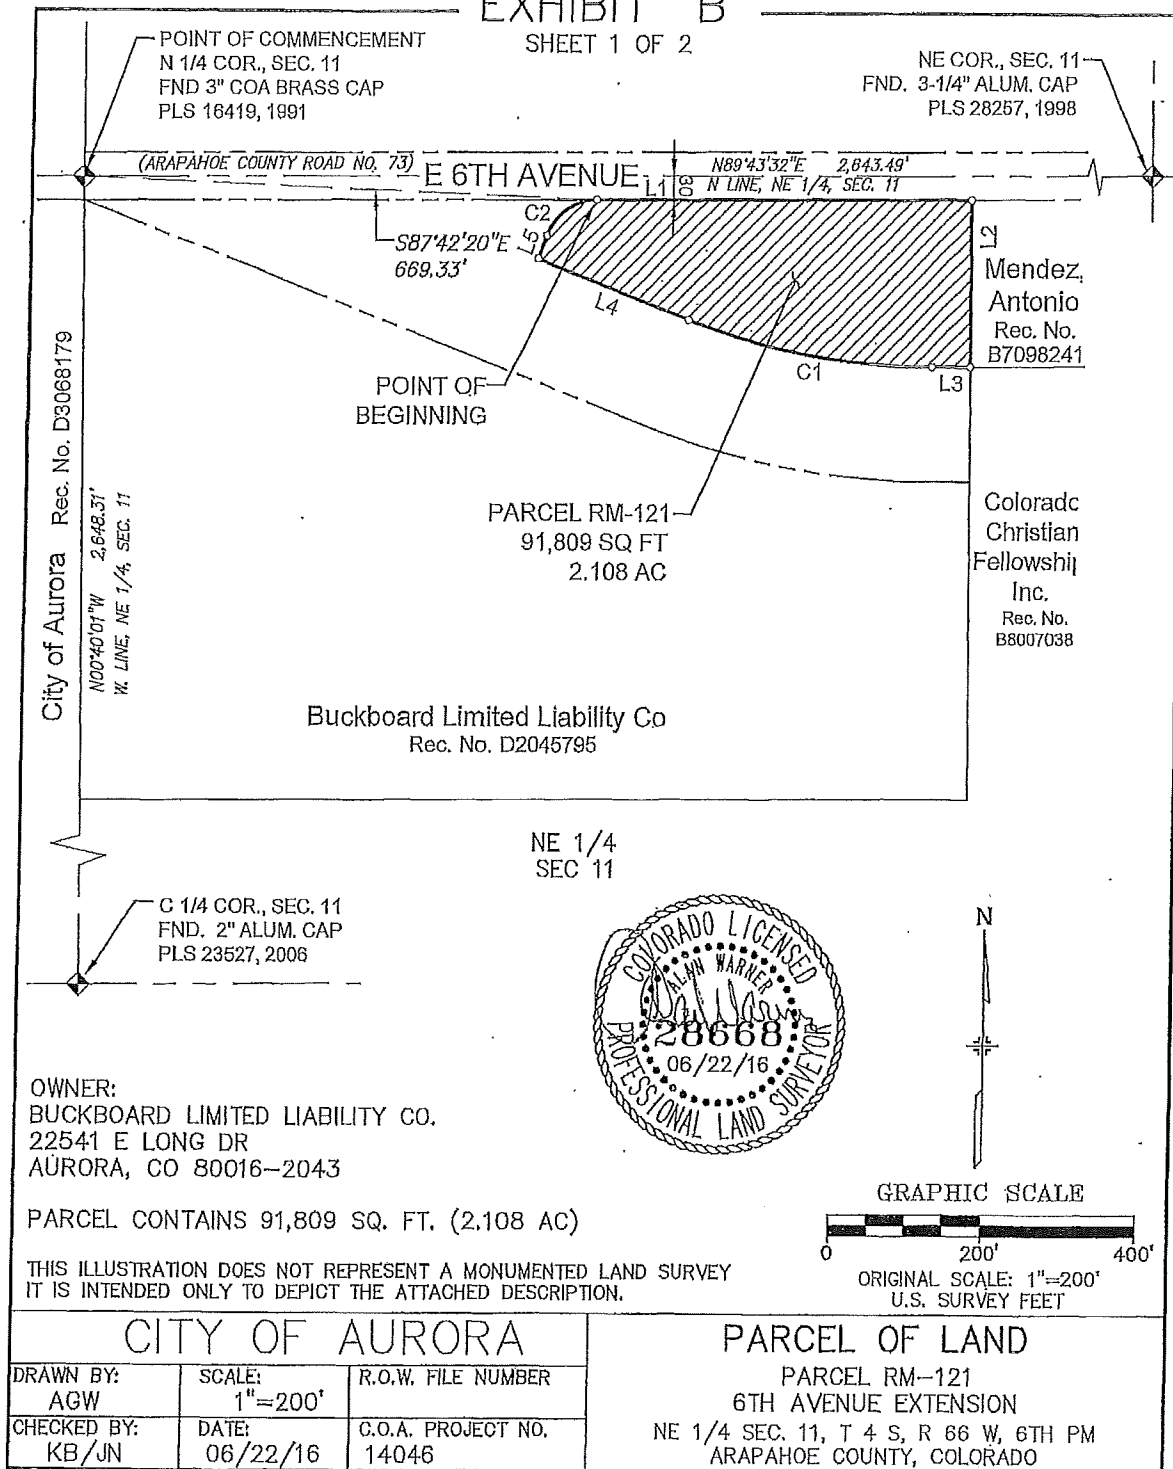 EXHIBIT B
SHEET 1 OF 2
POINT OF COMMENCEMENT
N 1/4 COR., SEC. 11
FND 3" COA BRASS CAP
PLS 16419, 1991
NE COR., SEC. 11
FND. 3-1/4" ALUM. CAP
PLS 28257, 1998
(ARAPAHOE COUNTY ROAD NO. 73)
E 6TH AVENUE
L1
30
N89°43'32"E 2,643.49'
N LINE, NE 1/4, SEC. 11
C2
L5
S87°42'20"E
669.33'
L2
L4
Mendez,
Antonio
Rec. No.
B7098241
C1
L3
POINT OF
BEGINNING
City of Aurora Rec. No. D3068179
N00°40'01"W 2,648.31'
W. LINE, NE 1/4, SEC. 11
PARCEL RM-121
91,809 SQ FT
2.108 AC
Colorado
Christian
Fellowship
Inc.
Rec. No.
B8007038
Buckboard Limited Liability Co
Rec. No. D2045795
NE 1/4
SEC 11
C 1/4 COR., SEC. 11
FND. 2" ALUM. CAP
PLS 23527, 2006
COLORADO LICENSED
ALAN WARNER
28668
06/22/16
PROFESSIONAL LAND SURVEYOR
N
OWNER:
BUCKBOARD LIMITED LIABILITY CO.
22541 E LONG DR
AURORA, CO 80016-2043
PARCEL CONTAINS 91,809 SQ. FT. (2.108 AC)
GRAPHIC SCALE
0 200' 400'
ORIGINAL SCALE: 1"=200'
U.S. SURVEY FEET
THIS ILLUSTRATION DOES NOT REPRESENT A MONUMENTED LAND SURVEY
IT IS INTENDED ONLY TO DEPICT THE ATTACHED DESCRIPTION.
CITY OF AURORA
DRAWN BY:
AGW
SCALE:
1"=200'
R.O.W. FILE NUMBER
CHECKED BY:
KB/JN
DATE:
06/22/16
C.O.A. PROJECT NO.
14046
PARCEL OF LAND
PARCEL RM-121
6TH AVENUE EXTENSION
NE 1/4 SEC. 11, T 4 S, R 66 W, 6TH PM
ARAPAHOE COUNTY, COLORADO